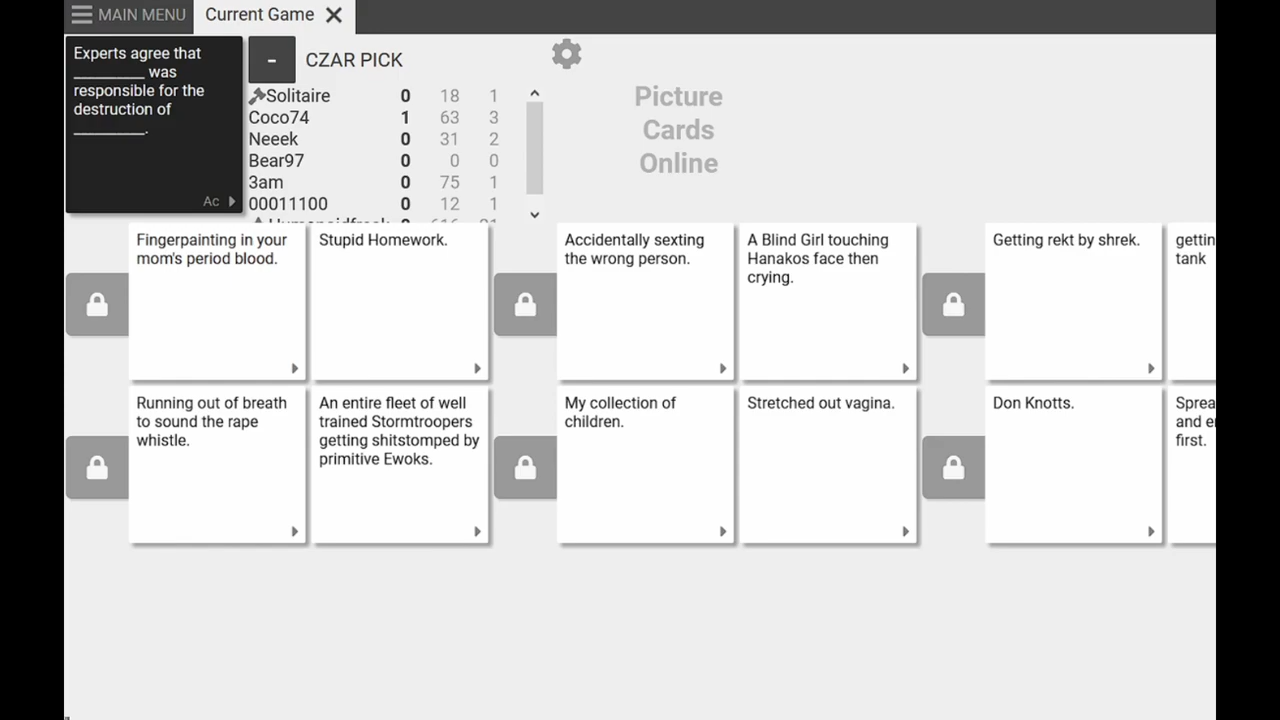 MAIN MENU
Current Game
Experts agree that
_________ was
responsible for the
destruction of
_________.
Ac
-
CZAR PICK
Solitaire 0 18 1
Coco74 1 63 3
Neeek 0 31 2
Bear97 0 0 0
3am 0 75 1
00011100 0 12 1
Picture
Cards
Online
Fingerpainting in your
mom's period blood.
Stupid Homework.
Accidentally sexting
the wrong person.
A Blind Girl touching
Hanakos face then
crying.
Getting rekt by shrek.
gettin
tank
Running out of breath
to sound the rape
whistle.
An entire fleet of well
trained Stormtroopers
getting shitstomped by
primitive Ewoks.
My collection of
children.
Stretched out vagina.
Don Knotts.
Sprea
and e
first.